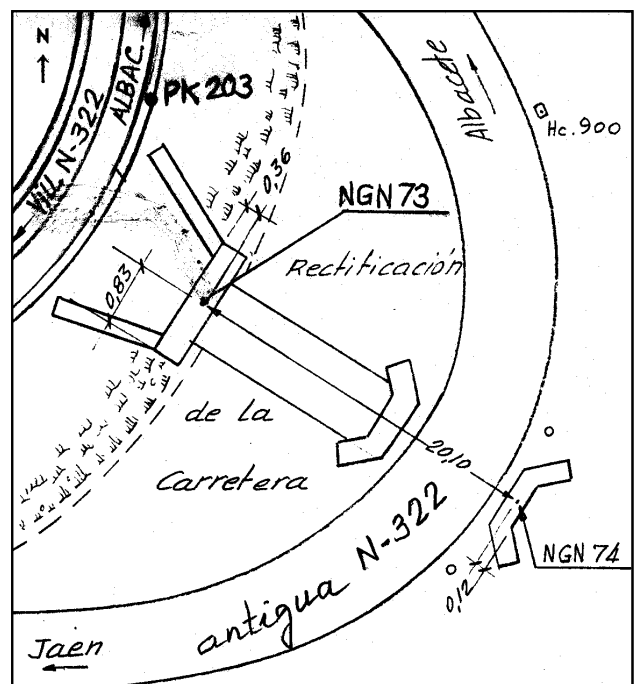 N
ALBAC.
N-322
PK 203
Albacete
Hc. 900
0,36
NGN 73
Rectificación
0,83
de la
Carretera
20,10
antigua N-322
NGN 74
0,12
Jaen